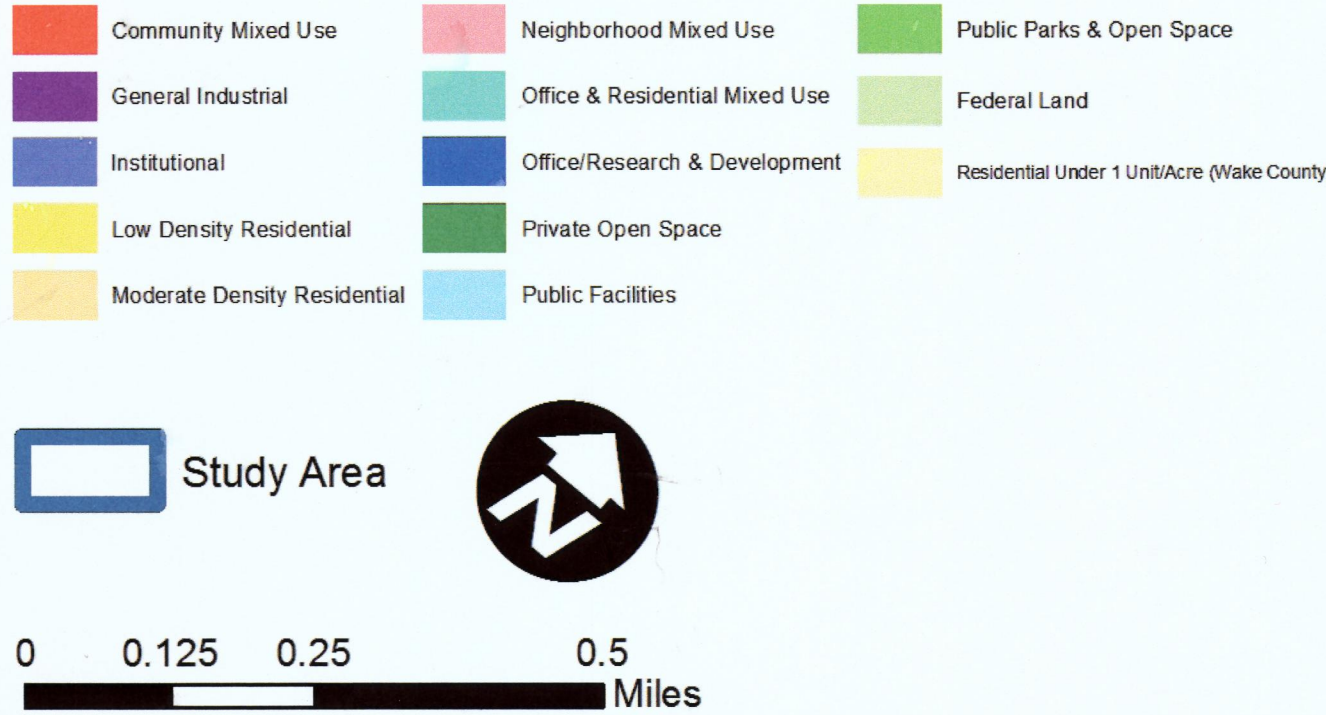 Community Mixed Use
General Industrial
Institutional
Low Density Residential
Moderate Density Residential
Neighborhood Mixed Use
Office & Residential Mixed Use
Office/Research & Development
Private Open Space
Public Facilities
Public Parks & Open Space
Federal Land
Residential Under 1 Unit/Acre (Wake County
Study Area
N
0 0.125 0.25 0.5
Miles